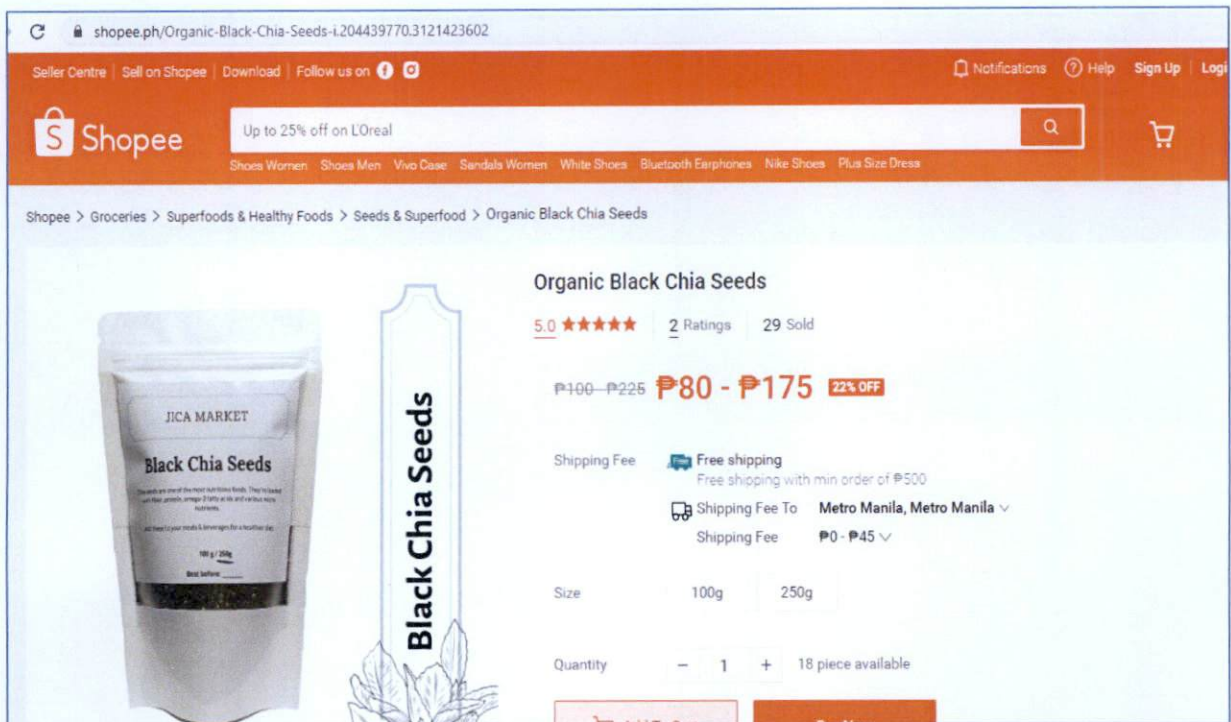 shopee.ph/Organic-Black-Chia-Seeds-i.204439770.3121423602
Seller Centre | Sell on Shopee | Download | Follow us on
Notifications Help Sign Up | Logi
Shopee
Up to 25% off on L'Oreal
Shoes Women Shoes Men Vivo Case Sandals Women White Shoes Bluetooth Earphones Nike Shoes Plus Size Dress
Shopee > Groceries > Superfoods & Healthy Foods > Seeds & Superfood > Organic Black Chia Seeds
JICA MARKET
Black Chia Seeds
100 g / 250g
Best before:
Black Chia Seeds
Organic Black Chia Seeds
5.0 ★★★★★ 2 Ratings 29 Sold
₱100 - ₱225 ₱80 - ₱175 22% OFF
Shipping Fee Free shipping
Free shipping with min order of ₱500
Shipping Fee To Metro Manila, Metro Manila
Shipping Fee ₱0 - ₱45
Size 100g 250g
Quantity − 1 + 18 piece available